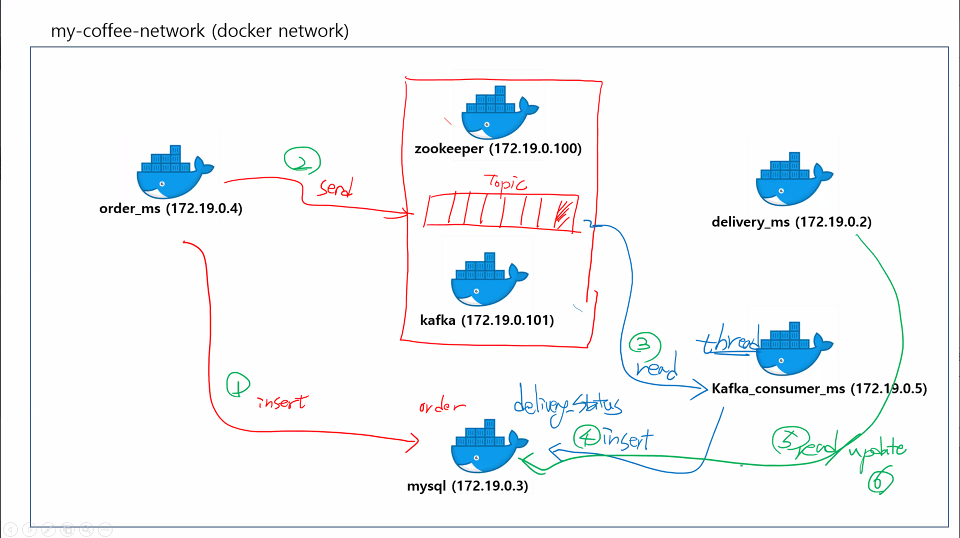 my-coffee-network (docker network)
zookeeper (172.19.0.100)
②
send
Topic
order_ms (172.19.0.4)
delivery_ms (172.19.0.2)
kafka (172.19.0.101)
③
read
thread
Kafka_consumer_ms (172.19.0.5)
①
insert
order
delivery_status
④ insert
⑤ read update
⑥
mysql (172.19.0.3)